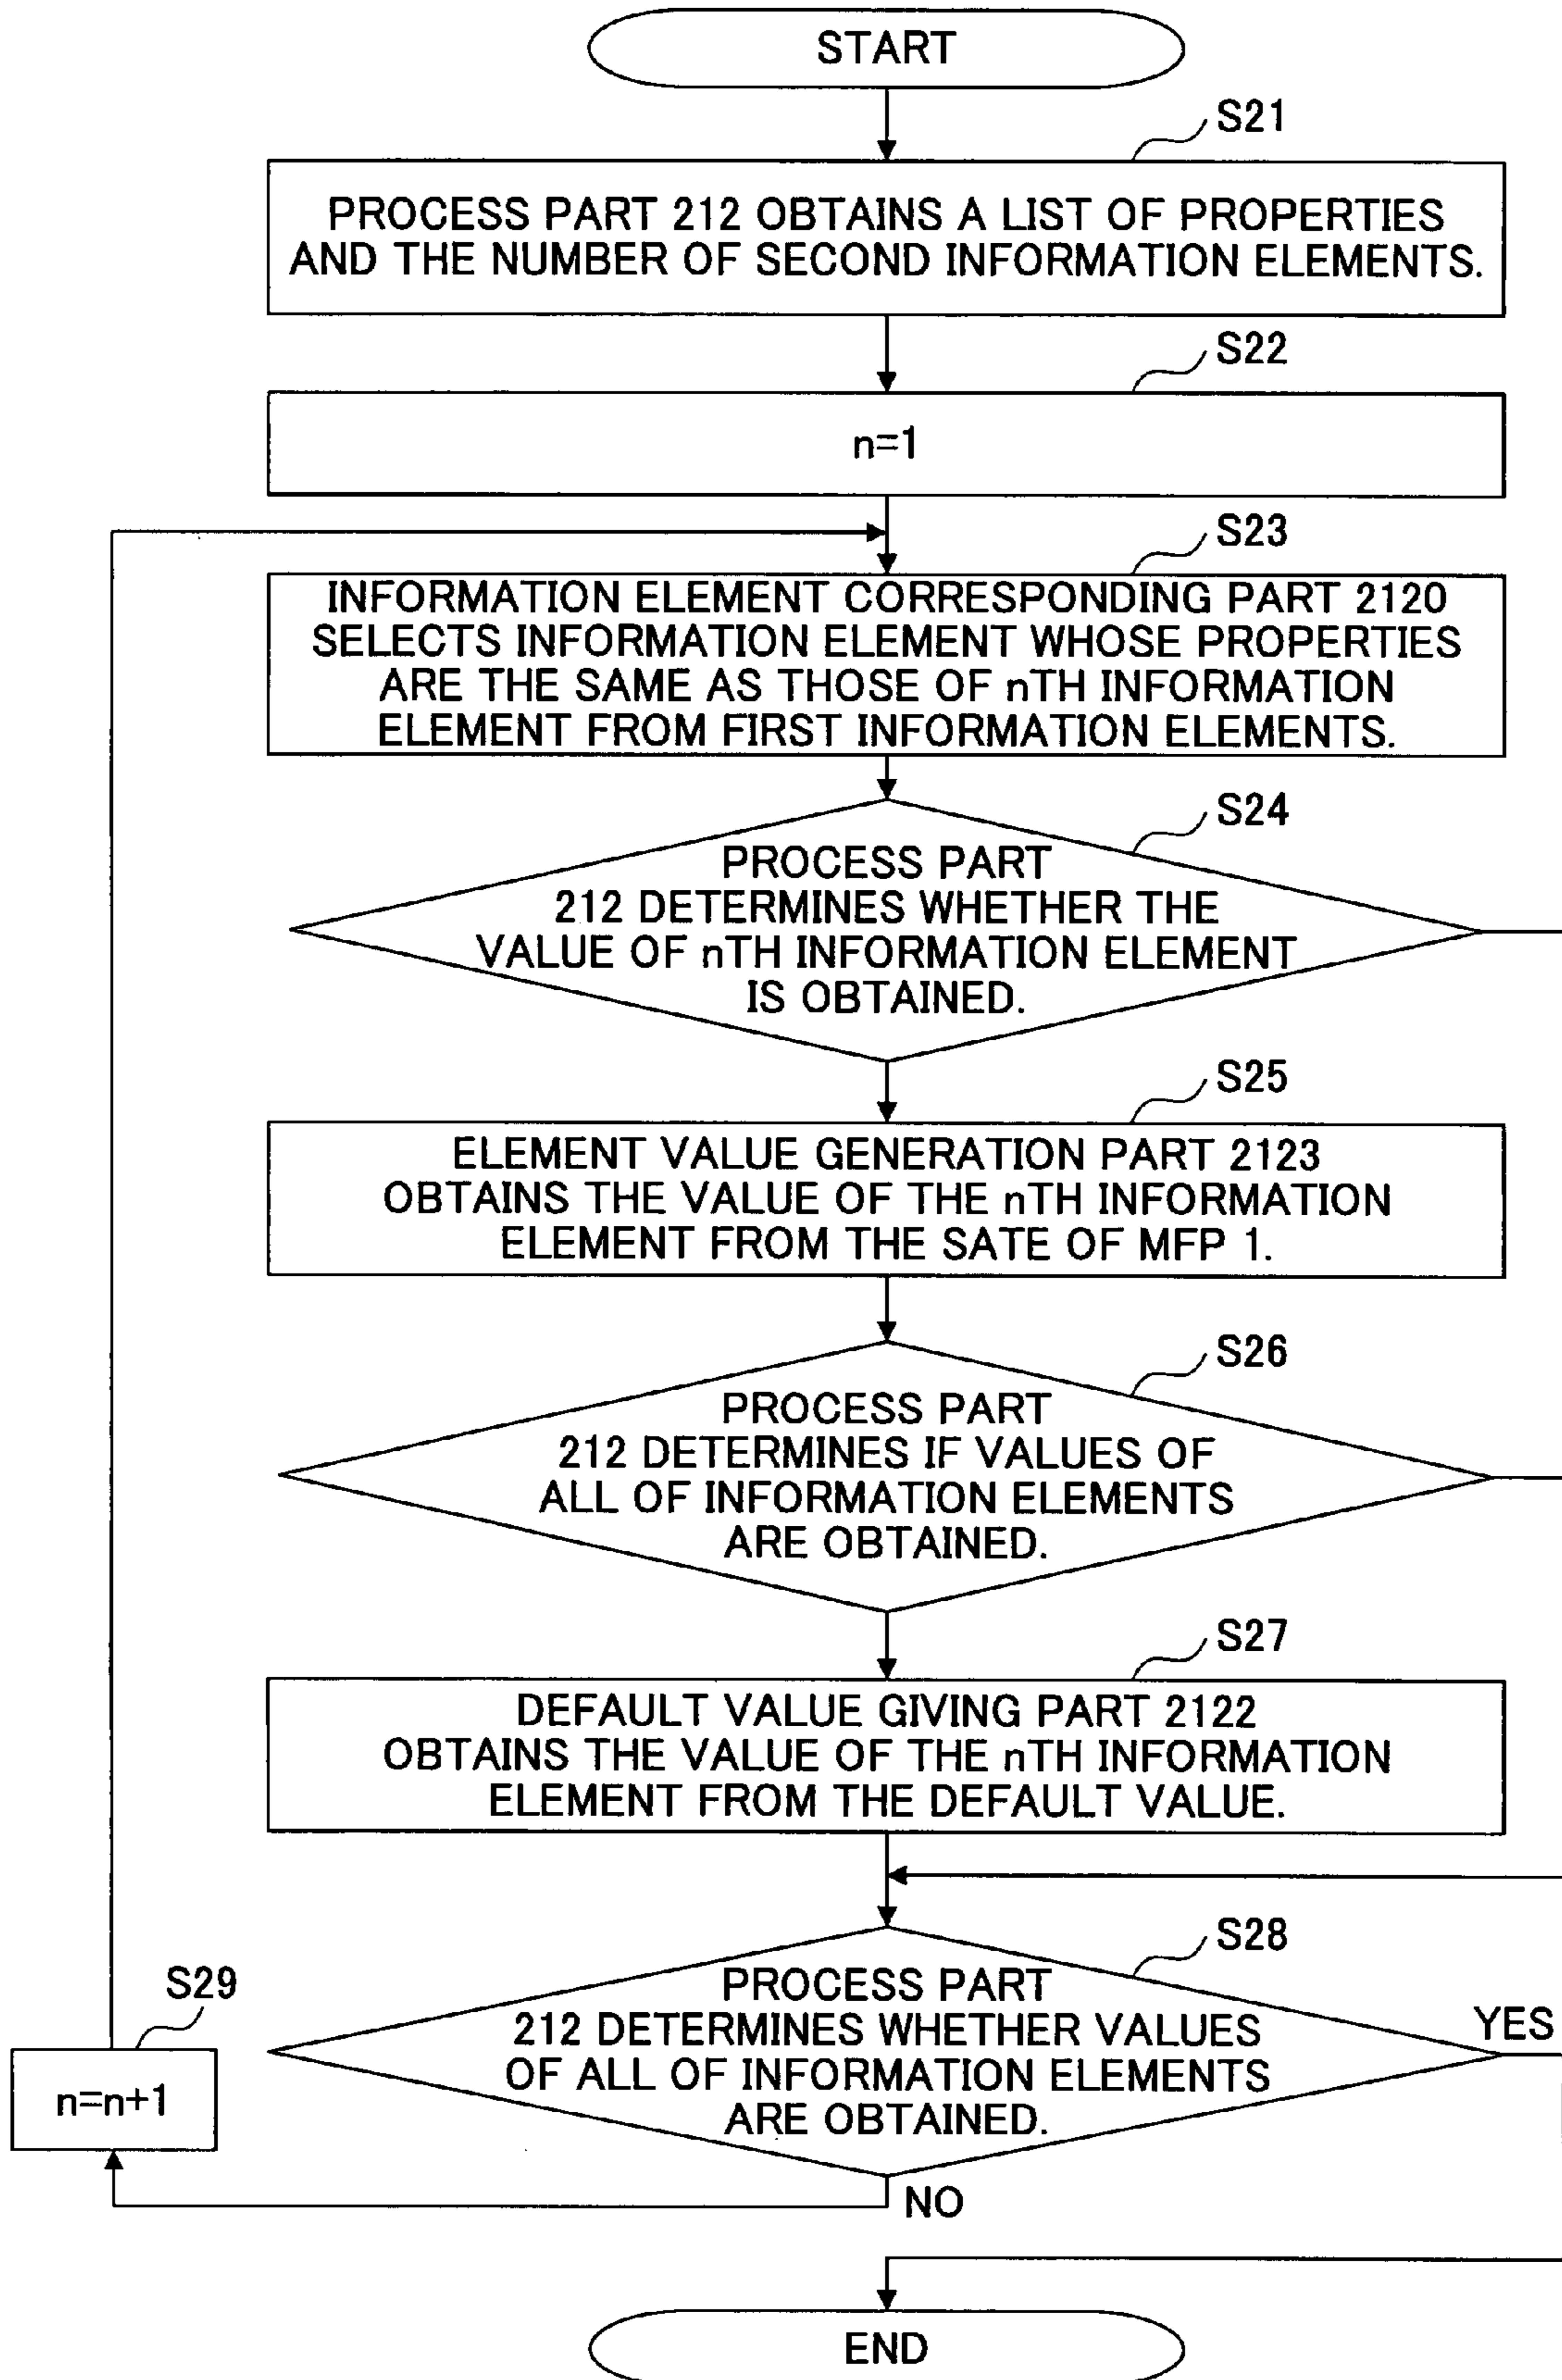 START
S21
PROCESS PART 212 OBTAINS A LIST OF PROPERTIES
AND THE NUMBER OF SECOND INFORMATION ELEMENTS.
S22
n=1
S23
INFORMATION ELEMENT CORRESPONDING PART 2120
SELECTS INFORMATION ELEMENT WHOSE PROPERTIES
ARE THE SAME AS THOSE OF nTH INFORMATION
ELEMENT FROM FIRST INFORMATION ELEMENTS.
S24
PROCESS PART
212 DETERMINES WHETHER THE
VALUE OF nTH INFORMATION ELEMENT
IS OBTAINED.
S25
ELEMENT VALUE GENERATION PART 2123
OBTAINS THE VALUE OF THE nTH INFORMATION
ELEMENT FROM THE SATE OF MFP 1.
S26
PROCESS PART
212 DETERMINES IF VALUES OF
ALL OF INFORMATION ELEMENTS
ARE OBTAINED.
S27
DEFAULT VALUE GIVING PART 2122
OBTAINS THE VALUE OF THE nTH INFORMATION
ELEMENT FROM THE DEFAULT VALUE.
S28
PROCESS PART
212 DETERMINES WHETHER VALUES
OF ALL OF INFORMATION ELEMENTS
ARE OBTAINED.
YES
S29
n=n+1
NO
END